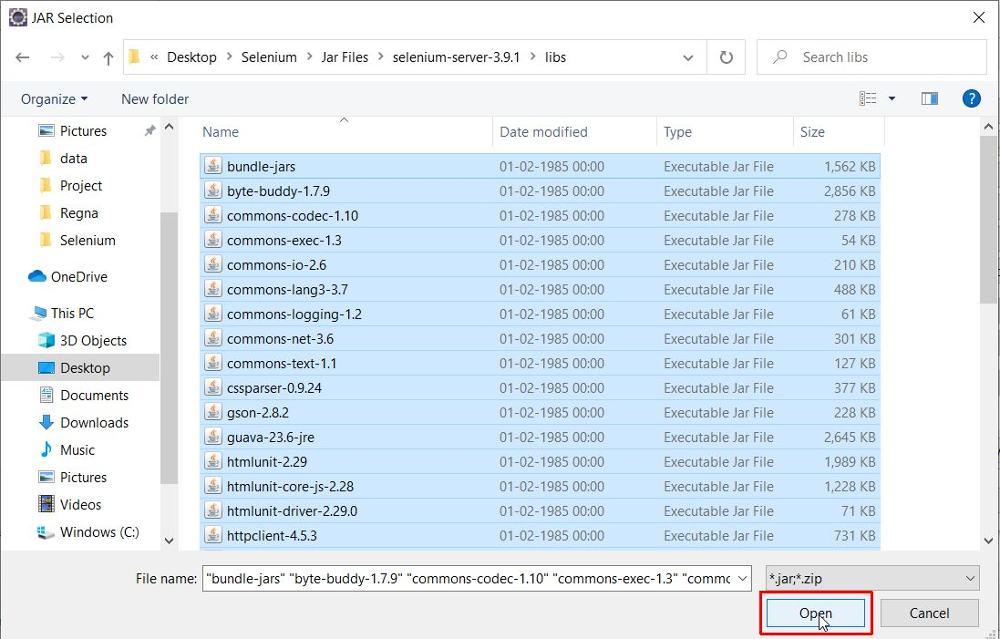 JAR Selection
« Desktop > Selenium > Jar Files > selenium-server-3.9.1 > libs
Search libs
Organize
New folder
Pictures
data
Project
Regna
Selenium
OneDrive
This PC
3D Objects
Desktop
Documents
Downloads
Music
Pictures
Videos
Windows (C:)
Name Date modified Type Size
bundle-jars 01-02-1985 00:00 Executable Jar File 1,562 KB
byte-buddy-1.7.9 01-02-1985 00:00 Executable Jar File 2,856 KB
commons-codec-1.10 01-02-1985 00:00 Executable Jar File 278 KB
commons-exec-1.3 01-02-1985 00:00 Executable Jar File 54 KB
commons-io-2.6 01-02-1985 00:00 Executable Jar File 210 KB
commons-lang3-3.7 01-02-1985 00:00 Executable Jar File 488 KB
commons-logging-1.2 01-02-1985 00:00 Executable Jar File 61 KB
commons-net-3.6 01-02-1985 00:00 Executable Jar File 301 KB
commons-text-1.1 01-02-1985 00:00 Executable Jar File 127 KB
cssparser-0.9.24 01-02-1985 00:00 Executable Jar File 377 KB
gson-2.8.2 01-02-1985 00:00 Executable Jar File 228 KB
guava-23.6-jre 01-02-1985 00:00 Executable Jar File 2,645 KB
htmlunit-2.29 01-02-1985 00:00 Executable Jar File 1,989 KB
htmlunit-core-js-2.28 01-02-1985 00:00 Executable Jar File 1,228 KB
htmlunit-driver-2.29.0 01-02-1985 00:00 Executable Jar File 71 KB
httpclient-4.5.3 01-02-1985 00:00 Executable Jar File 731 KB
File name: "bundle-jars" "byte-buddy-1.7.9" "commons-codec-1.10" "commons-exec-1.3" "commc
*.jar;*.zip
Open
Cancel